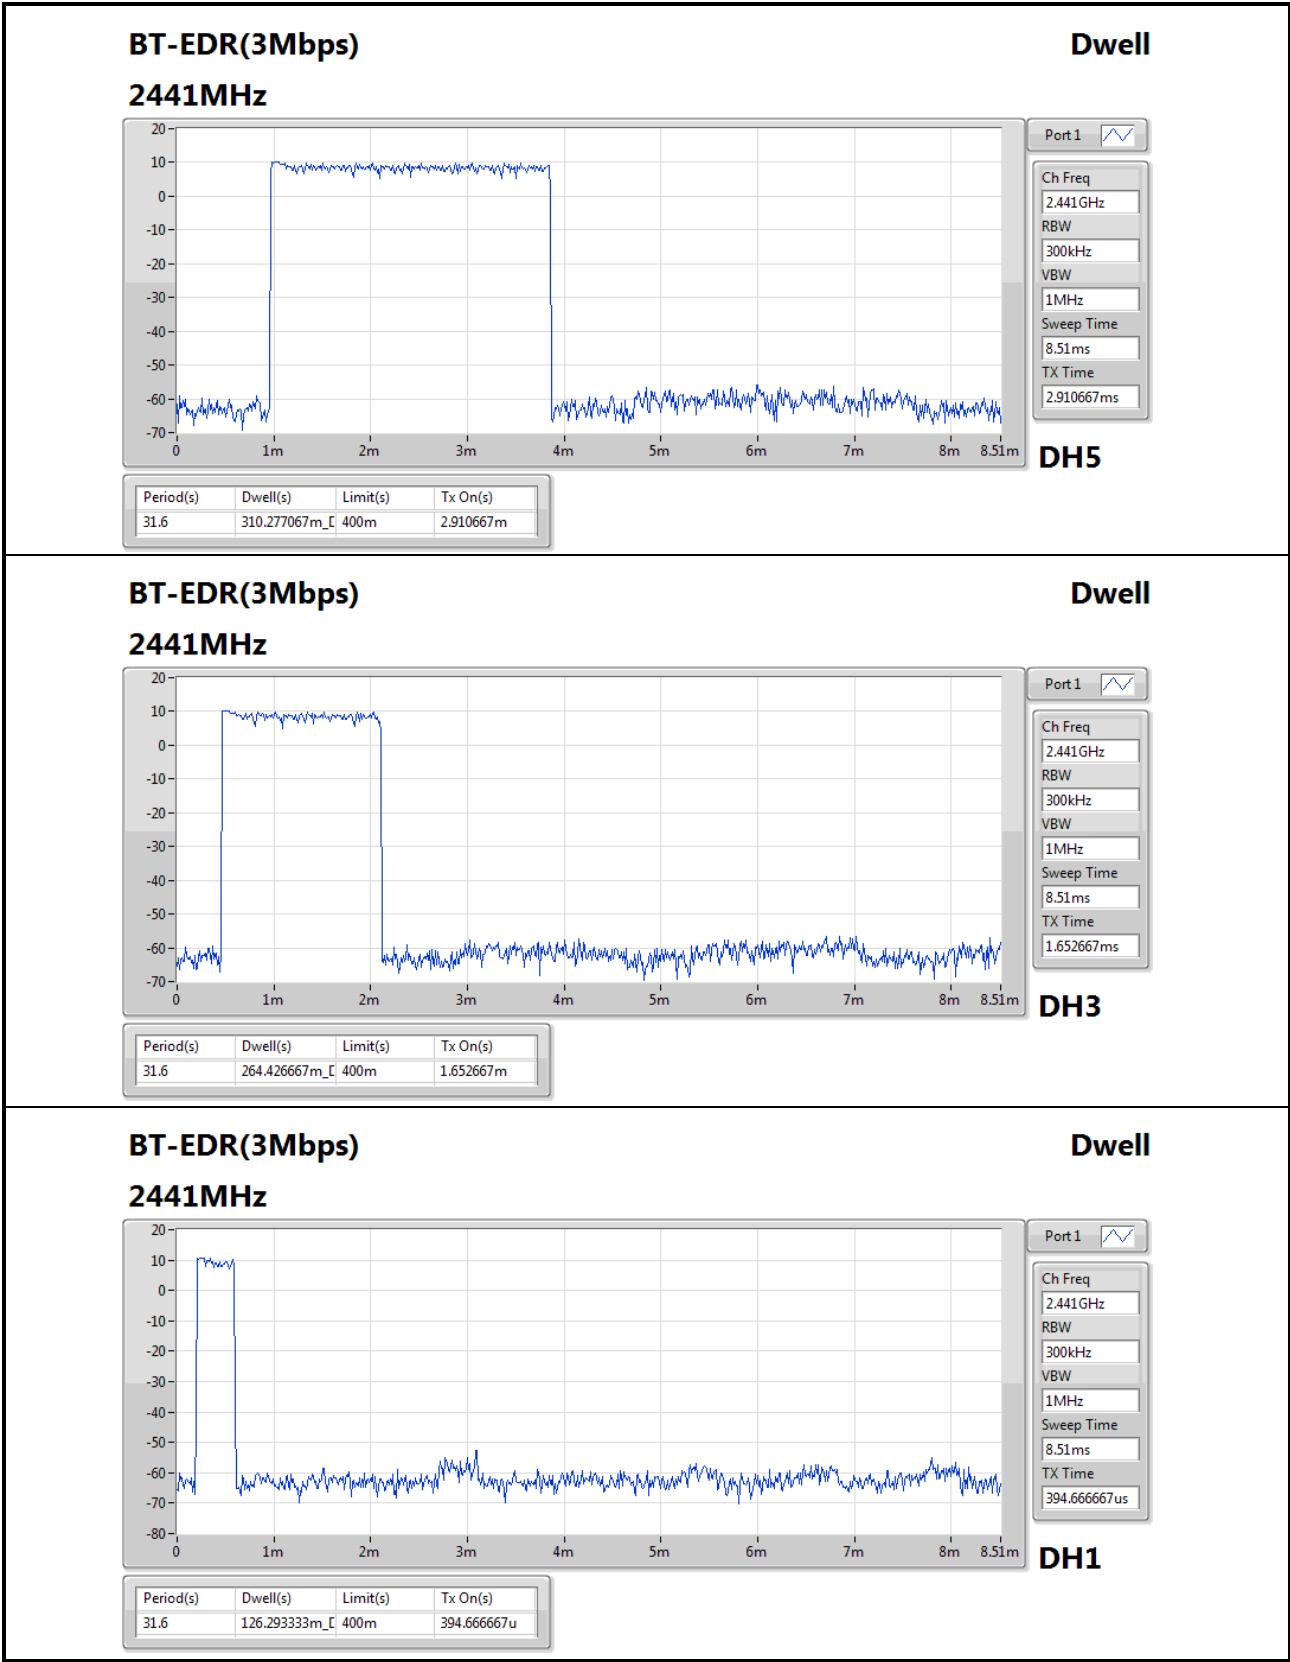 BT-EDR(3Mbps) Dwell
2441MHz
Port 1
20
10
0
-10
-20
-30
-40
-50
-60
-70
0 1m 2m 3m 4m 5m 6m 7m 8m 8.51m
Ch Freq
2.441GHz
RBW
300kHz
VBW
1MHz
Sweep Time
8.51ms
TX Time
2.910667ms
DH5
Period(s) Dwell(s) Limit(s) Tx On(s)
31.6 310.277067m_D 400m 2.910667m
BT-EDR(3Mbps) Dwell
2441MHz
Port 1
20
10
0
-10
-20
-30
-40
-50
-60
-70
0 1m 2m 3m 4m 5m 6m 7m 8m 8.51m
Ch Freq
2.441GHz
RBW
300kHz
VBW
1MHz
Sweep Time
8.51ms
TX Time
1.652667ms
DH3
Period(s) Dwell(s) Limit(s) Tx On(s)
31.6 264.426667m_D 400m 1.652667m
BT-EDR(3Mbps) Dwell
2441MHz
Port 1
20
10
0
-10
-20
-30
-40
-50
-60
-70
-80
0 1m 2m 3m 4m 5m 6m 7m 8m 8.51m
Ch Freq
2.441GHz
RBW
300kHz
VBW
1MHz
Sweep Time
8.51ms
TX Time
394.666667us
DH1
Period(s) Dwell(s) Limit(s) Tx On(s)
31.6 126.293333m_D 400m 394.666667u